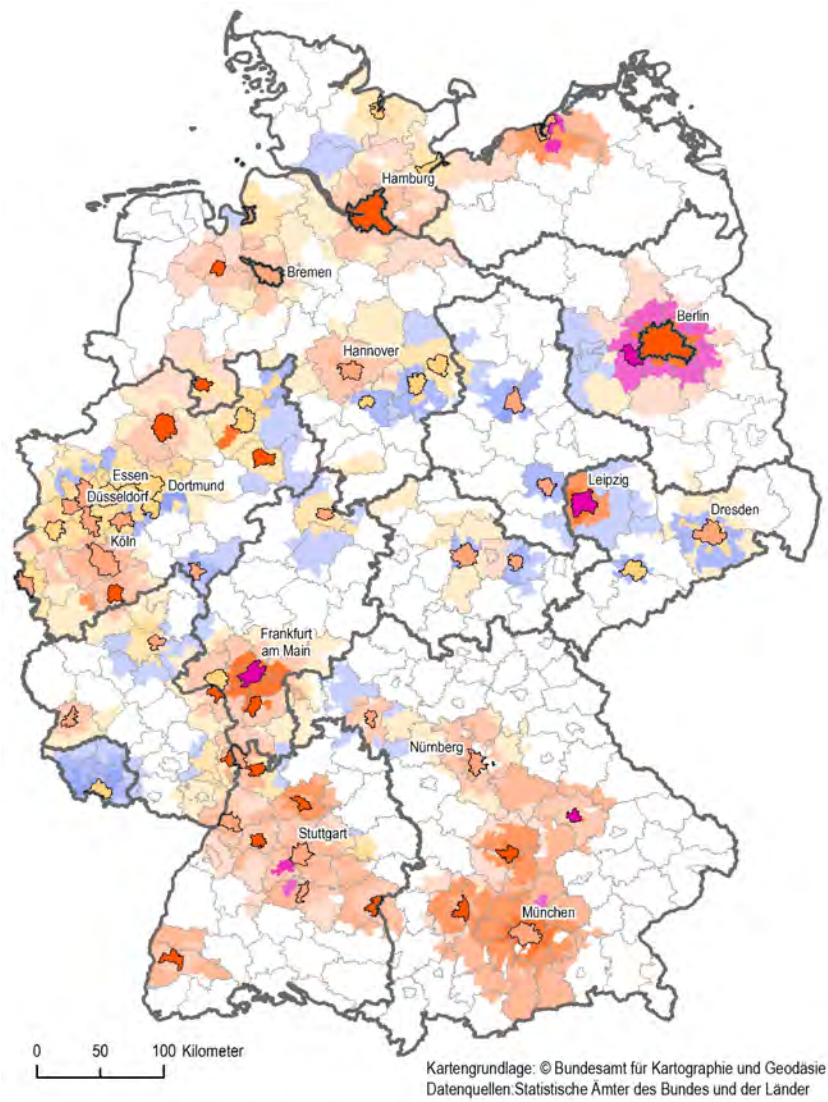 Hamburg
Bremen
Berlin
Hannover
Essen
Dortmund
Düsseldorf
Leipzig
Dresden
Köln
Frankfurt
am Main
Nürnberg
Stuttgart
München
0 50 100 Kilometer
Kartengrundlage: © Bundesamt für Kartographie und Geodäsie
Datenquellen:Statistische Ämter des Bundes und der Länder